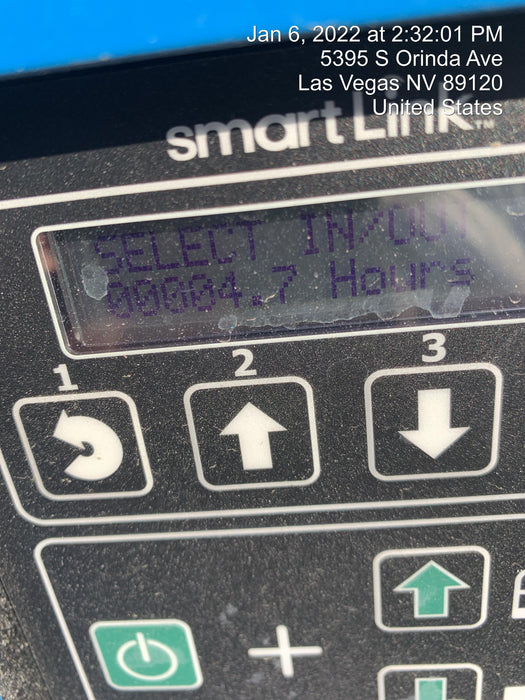 Jan 6, 2022 at 2:32:01 PM
5395 S Orinda Ave
Las Vegas NV 89120
United States
smartLink™
SELECT IN/OUT
00004.7 Hours
1 2 3
+